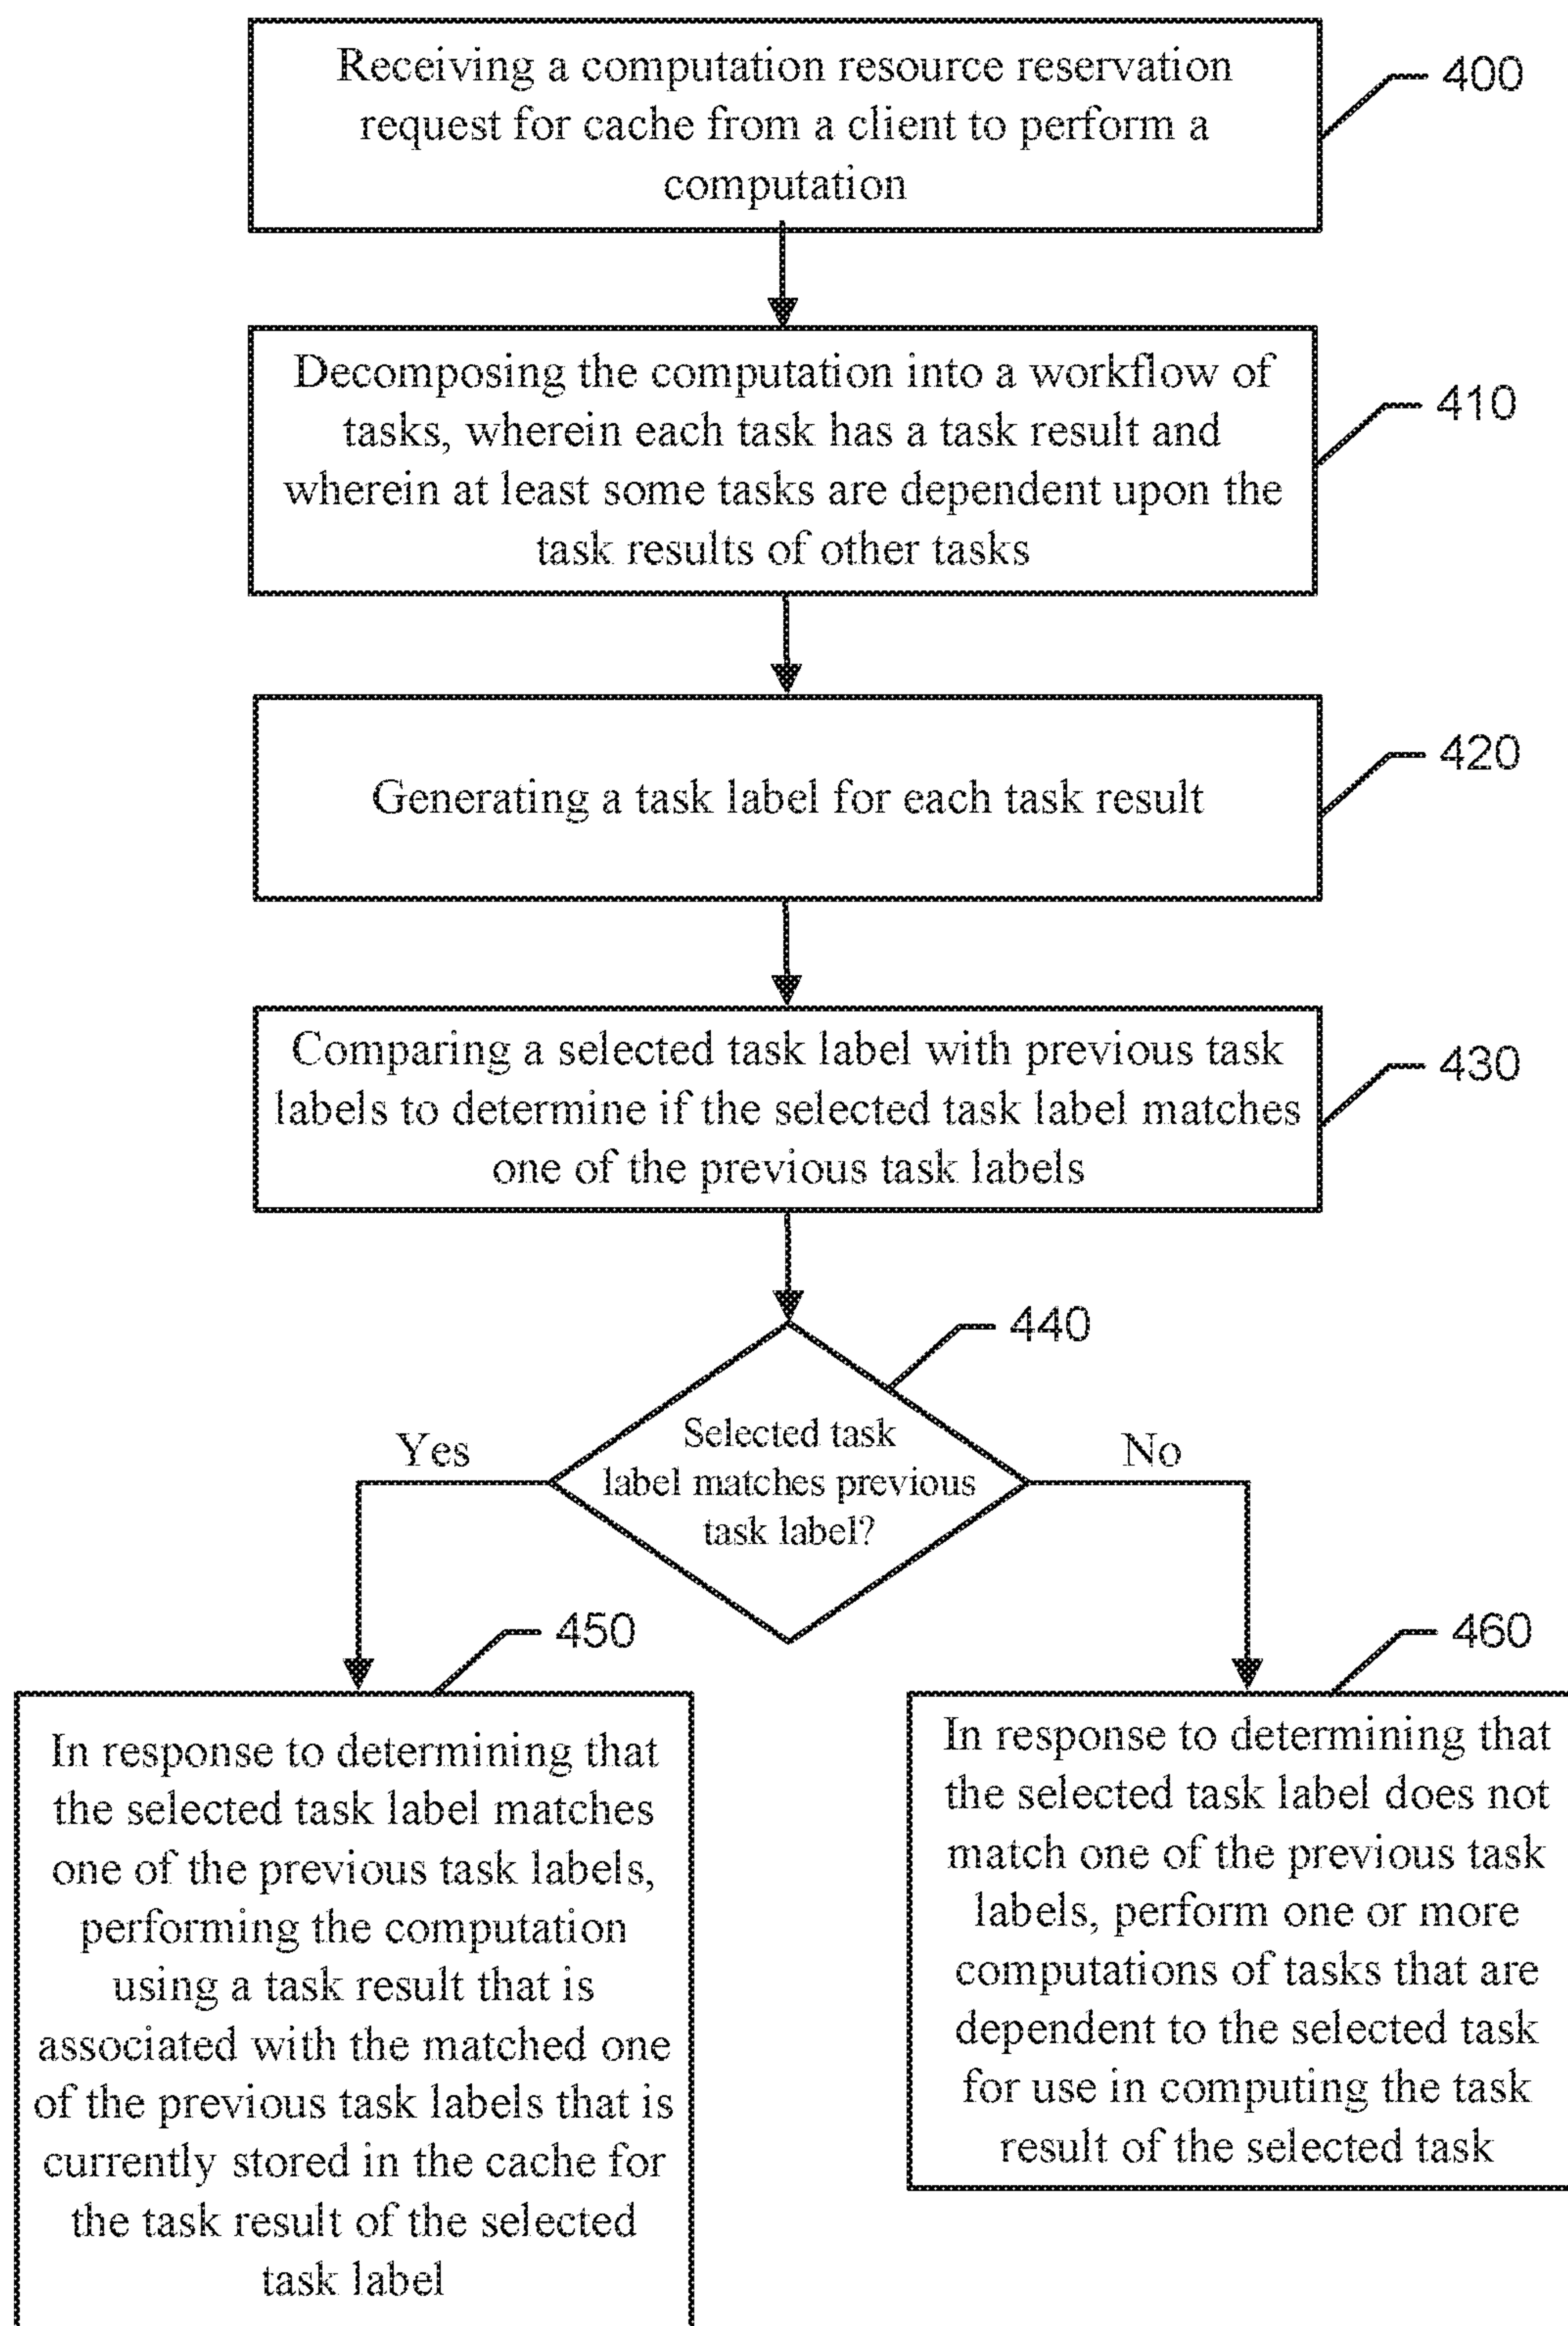 Receiving a computation resource reservation
request for cache from a client to perform a
computation
400
Decomposing the computation into a workflow of
tasks, wherein each task has a task result and
wherein at least some tasks are dependent upon the
task results of other tasks
410
Generating a task label for each task result
420
Comparing a selected task label with previous task
labels to determine if the selected task label matches
one of the previous task labels
430
440
Selected task
label matches previous
task label?
Yes
No
450
In response to determining that
the selected task label matches
one of the previous task labels,
performing the computation
using a task result that is
associated with the matched one
of the previous task labels that is
currently stored in the cache for
the task result of the selected
task label
460
In response to determining that
the selected task label does not
match one of the previous task
labels, perform one or more
computations of tasks that are
dependent to the selected task
for use in computing the task
result of the selected task